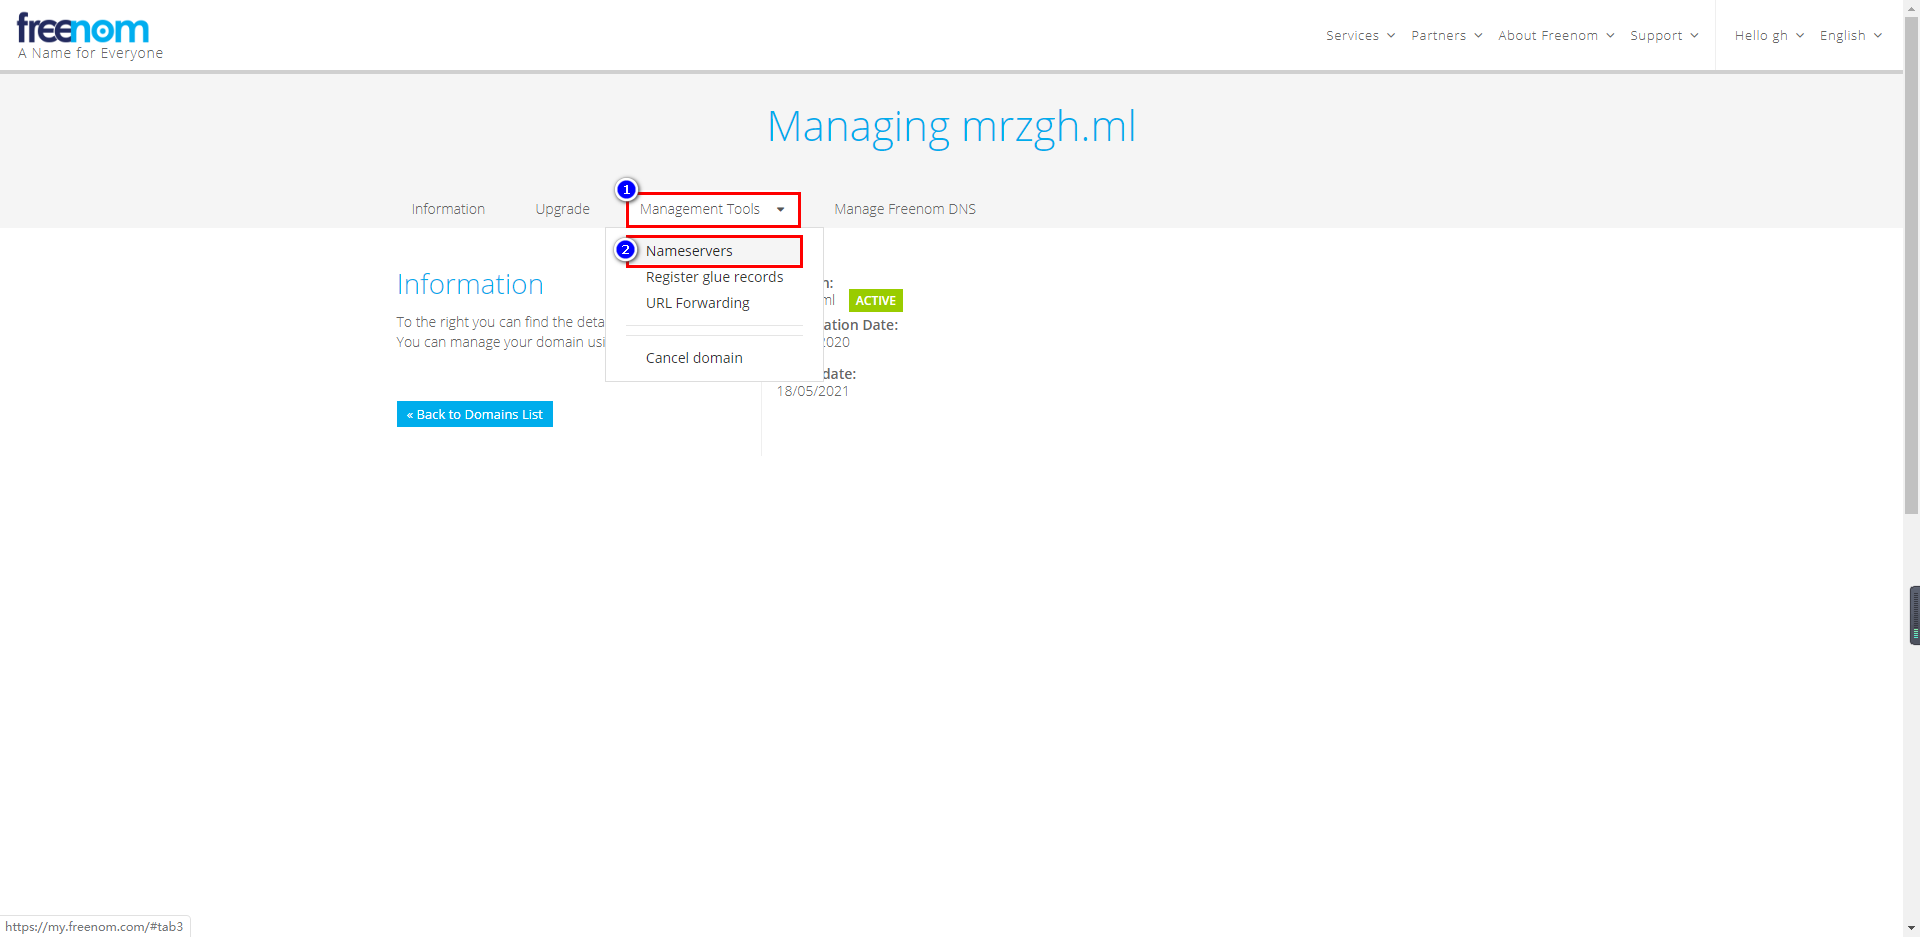 freenom
A Name for Everyone
Services Partners About Freenom Support Hello gh English
Managing mrzgh.ml
1
Information Upgrade Management Tools Manage Freenom DNS
2 Nameservers
Register glue records
URL Forwarding
Cancel domain
Information
To the right you can find the deta
You can manage your domain usi
« Back to Domains List
n:
ml ACTIVE
ation Date:
2020
date:
18/05/2021
https://my.freenom.com/#tab3